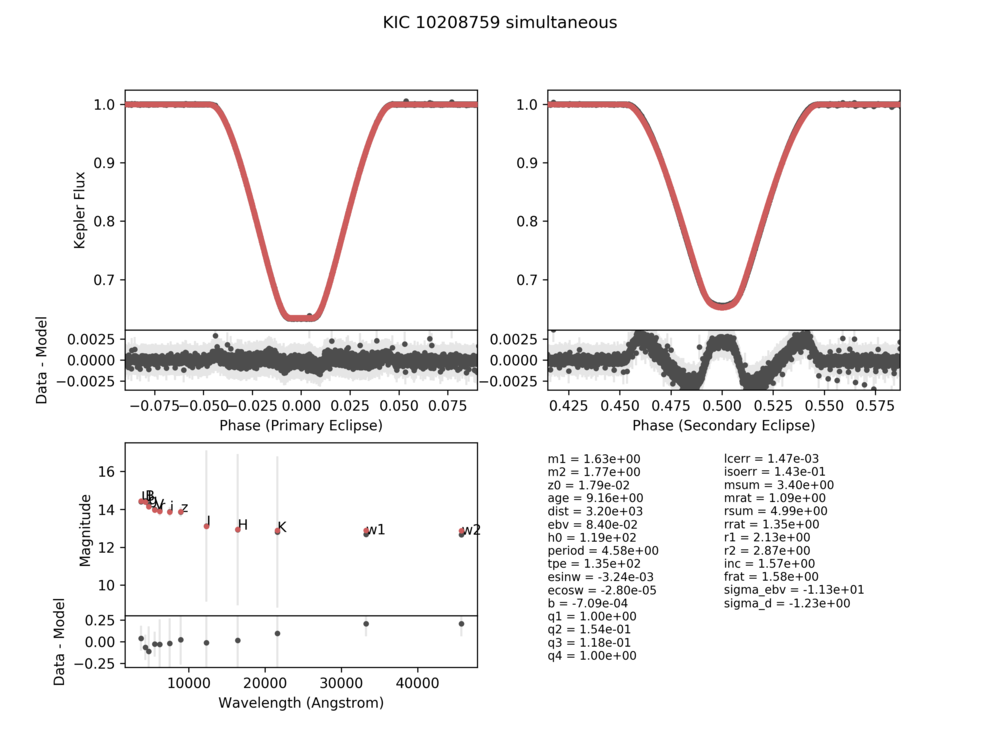 KIC 10208759 simultaneous
1.0
0.9
0.8
0.7
Kepler Flux
0.0025
0.0000
−0.0025
Data - Model
−0.075 −0.050 −0.025 0.000 0.025 0.050 0.075
Phase (Primary Eclipse)
1.0
0.9
0.8
0.7
0.0025
0.0000
−0.0025
0.425 0.450 0.475 0.500 0.525 0.550 0.575
Phase (Secondary Eclipse)
16
14
12
10
Magnitude
B
V
r i z
J
H
K
w1
w2
0.25
0.00
−0.25
Data - Model
10000 20000 30000 40000
Wavelength (Angstrom)
m1 = 1.63e+00
m2 = 1.77e+00
z0 = 1.79e-02
age = 9.16e+00
dist = 3.20e+03
ebv = 8.40e-02
h0 = 1.19e+02
period = 4.58e+00
tpe = 1.35e+02
esinw = -3.24e-03
ecosw = -2.80e-05
b = -7.09e-04
q1 = 1.00e+00
q2 = 1.54e-01
q3 = 1.18e-01
q4 = 1.00e+00
lcerr = 1.47e-03
isoerr = 1.43e-01
msum = 3.40e+00
mrat = 1.09e+00
rsum = 4.99e+00
rrat = 1.35e+00
r1 = 2.13e+00
r2 = 2.87e+00
inc = 1.57e+00
frat = 1.58e+00
sigma_ebv = -1.13e+01
sigma_d = -1.23e+00